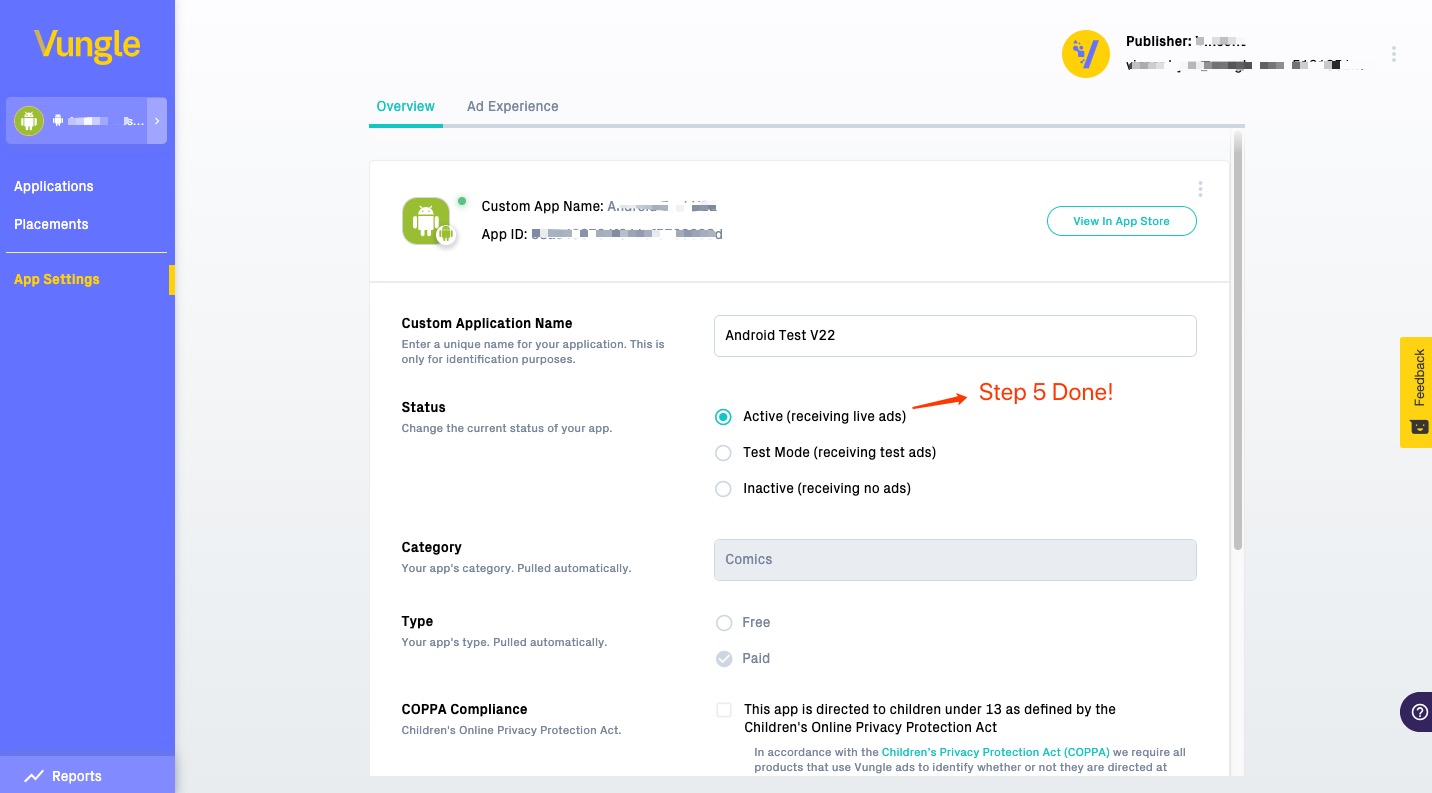 Vungle
Publisher:
Overview
Ad Experience
Applications
Placements
App Settings
Custom App Name:
View In App Store
App ID:
Custom Application Name
Enter a unique name for your application. This is
only for identification purposes.
Android Test V22
Step 5 Done!
Status
Change the current status of your app.
Active (receiving live ads)
Test Mode (receiving test ads)
Inactive (receiving no ads)
Feedback
Category
Your app's category. Pulled automatically.
Comics
Type
Your app's type. Pulled automatically.
Free
Paid
COPPA Compliance
Children's Online Privacy Protection Act.
This app is directed to children under 13 as defined by the
Children's Online Privacy Protection Act
In accordance with the Children's Privacy Protection Act (COPPA) we require all
products that use Vungle ads to identify whether or not they are directed at
Reports